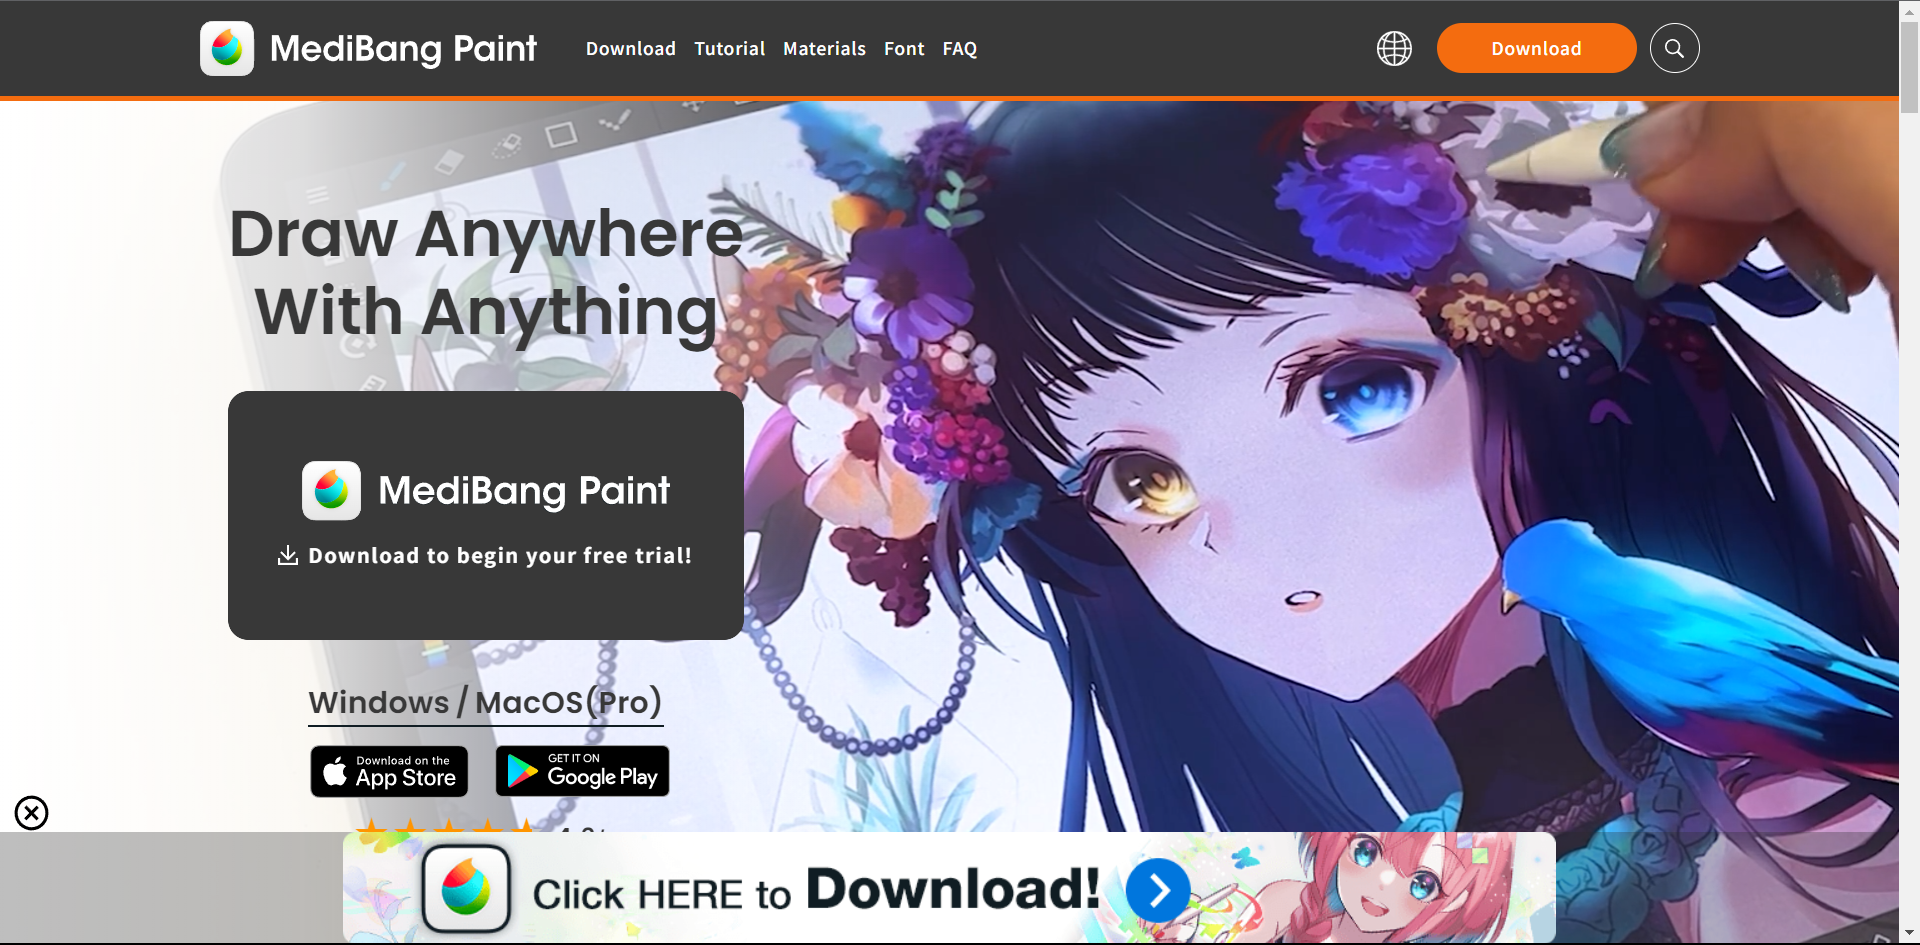 MediBang Paint
Download Tutorial Materials Font FAQ
Download
Draw Anywhere
With Anything
MediBang Paint
Download to begin your free trial!
Windows / MacOS(Pro)
Download on the
App Store
GET IT ON
Google Play
Click HERE to Download!